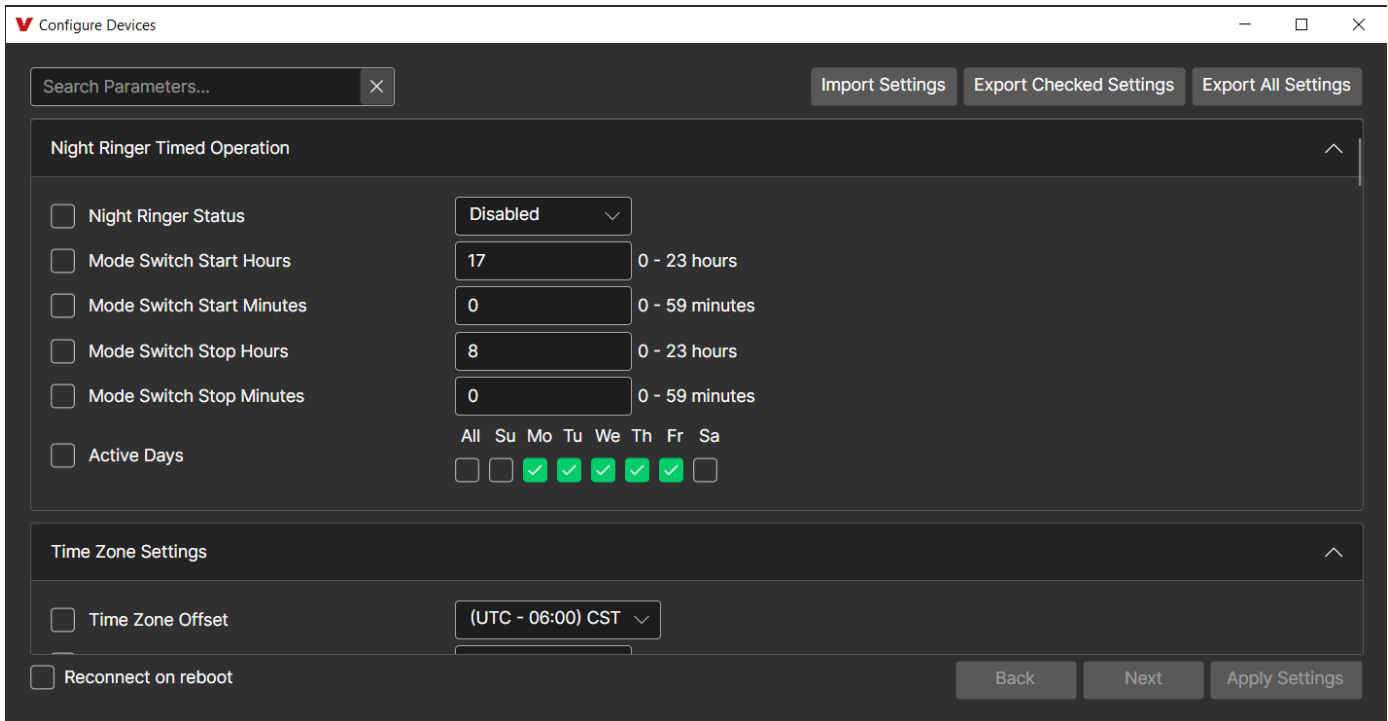 Configure Devices
Search Parameters...
Import Settings
Export Checked Settings
Export All Settings
Night Ringer Timed Operation
Night Ringer Status Disabled
Mode Switch Start Hours 17 0 - 23 hours
Mode Switch Start Minutes 0 0 - 59 minutes
Mode Switch Stop Hours 8 0 - 23 hours
Mode Switch Stop Minutes 0 0 - 59 minutes
All Su Mo Tu We Th Fr Sa
Active Days
Time Zone Settings
Time Zone Offset (UTC - 06:00) CST
Reconnect on reboot
Back
Next
Apply Settings